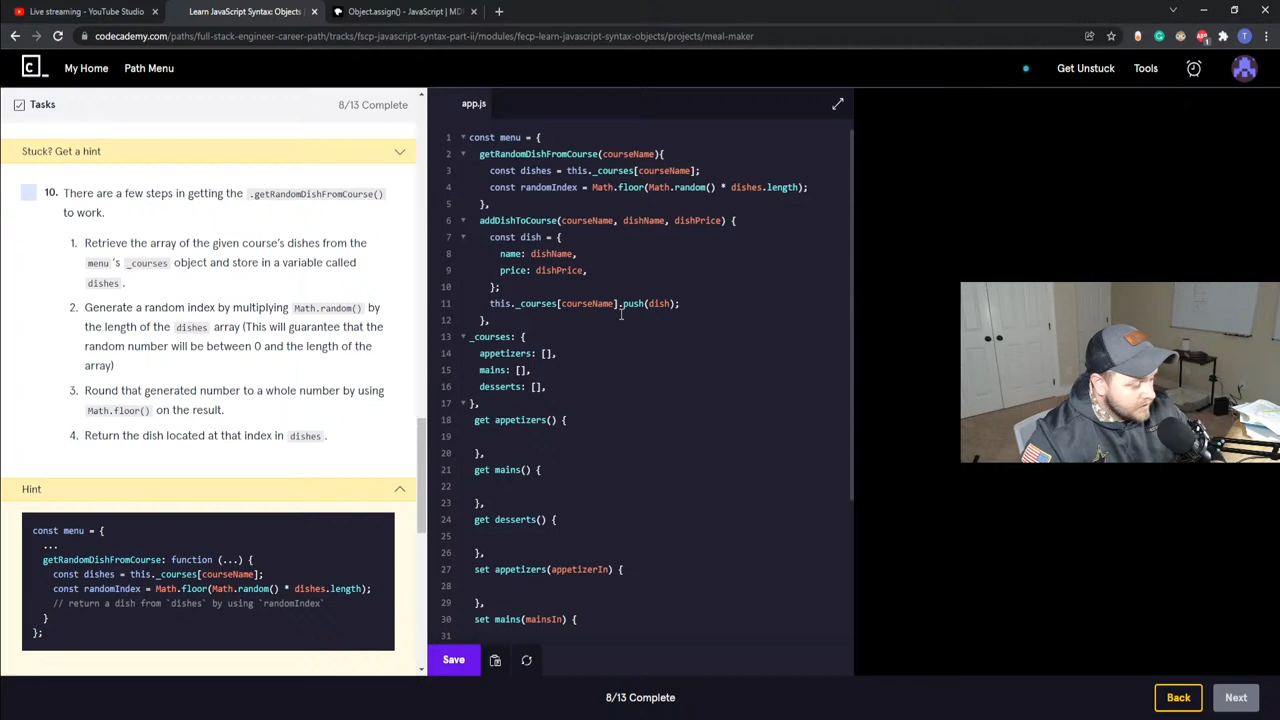 Live streaming - YouTube Studio
Learn JavaScript Syntax: Objects |
Object.assign() - JavaScript | MD
codecademy.com/paths/full-stack-engineer-career-path/tracks/fscp-javascript-syntax-part-ii/modules/fecp-learn-javascript-syntax-objects/projects/meal-maker
My Home
Path Menu
Get Unstuck
Tools
Tasks
8/13 Complete
app.js
Stuck? Get a hint
10. There are a few steps in getting the .getRandomDishFromCourse()
to work.
1. Retrieve the array of the given course's dishes from the
menu 's _courses object and store in a variable called
dishes .
2. Generate a random index by multiplying Math.random() by
the length of the dishes array (This will guarantee that the
random number will be between 0 and the length of the
array)
3. Round that generated number to a whole number by using
Math.floor() on the result.
4. Return the dish located at that index in dishes .
Hint
const menu = {
...
getRandomDishFromCourse: function (...) {
const dishes = this._courses[courseName];
const randomIndex = Math.floor(Math.random() * dishes.length);
// return a dish from `dishes` by using `randomIndex`
}
};
1 const menu = {
2 getRandomDishFromCourse(courseName){
3 const dishes = this._courses[courseName];
4 const randomIndex = Math.floor(Math.random() * dishes.length);
5 },
6 addDishToCourse(courseName, dishName, dishPrice) {
7 const dish = {
8 name: dishName,
9 price: dishPrice,
10 };
11 this._courses[courseName].push(dish);
12 },
13 _courses: {
14 appetizers: [],
15 mains: [],
16 desserts: [],
17 },
18 get appetizers() {
19
20 },
21 get mains() {
22
23 },
24 get desserts() {
25
26 },
27 set appetizers(appetizerIn) {
28
29 },
30 set mains(mainsIn) {
31
Save
8/13 Complete
Back
Next